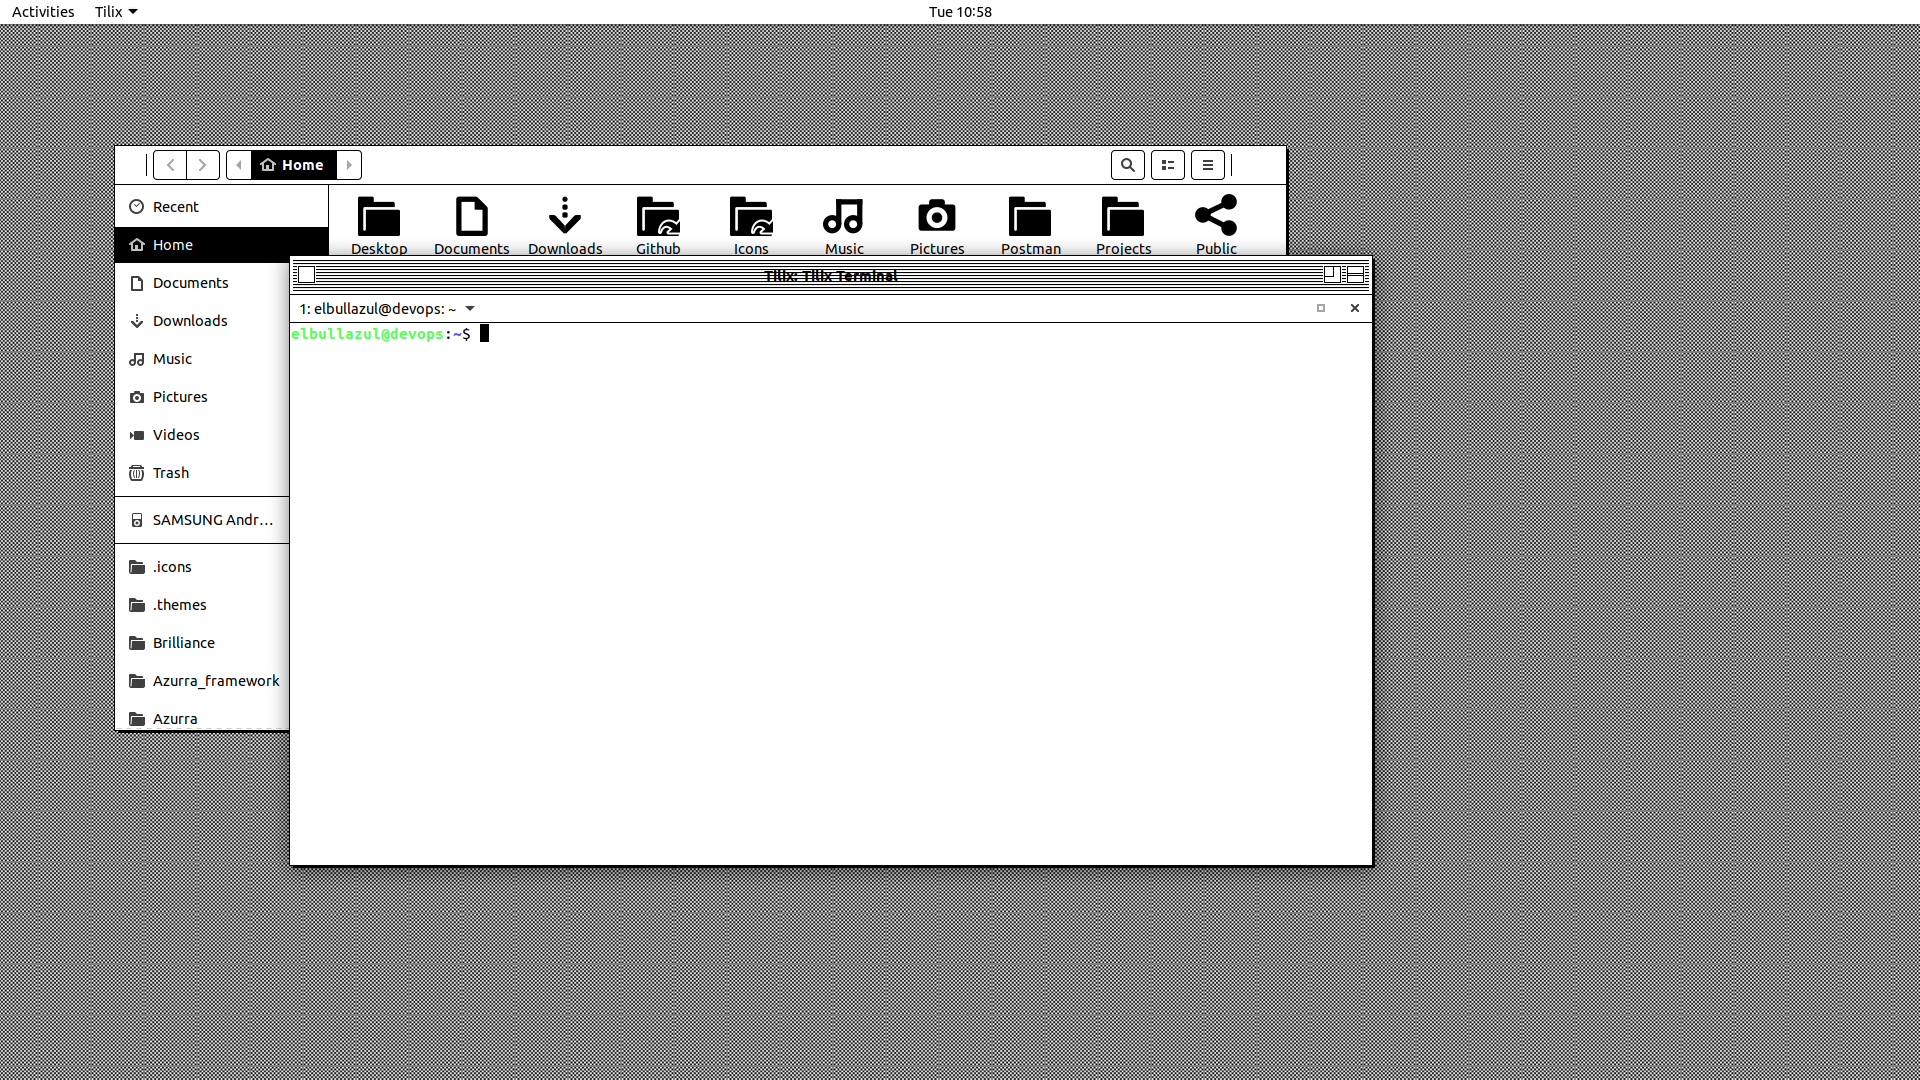 Activities Tilix Tue 10:58
Home
Recent
Home
Documents
Downloads
Music
Pictures
Videos
Trash
SAMSUNG Andr...
.icons
.themes
Brilliance
Azurra_framework
Azurra
Desktop Documents Downloads Github Icons Music Pictures Postman Projects Public
Tilix: Tilix Terminal
1: elbullazul@devops: ~
elbullazul@devops:~$